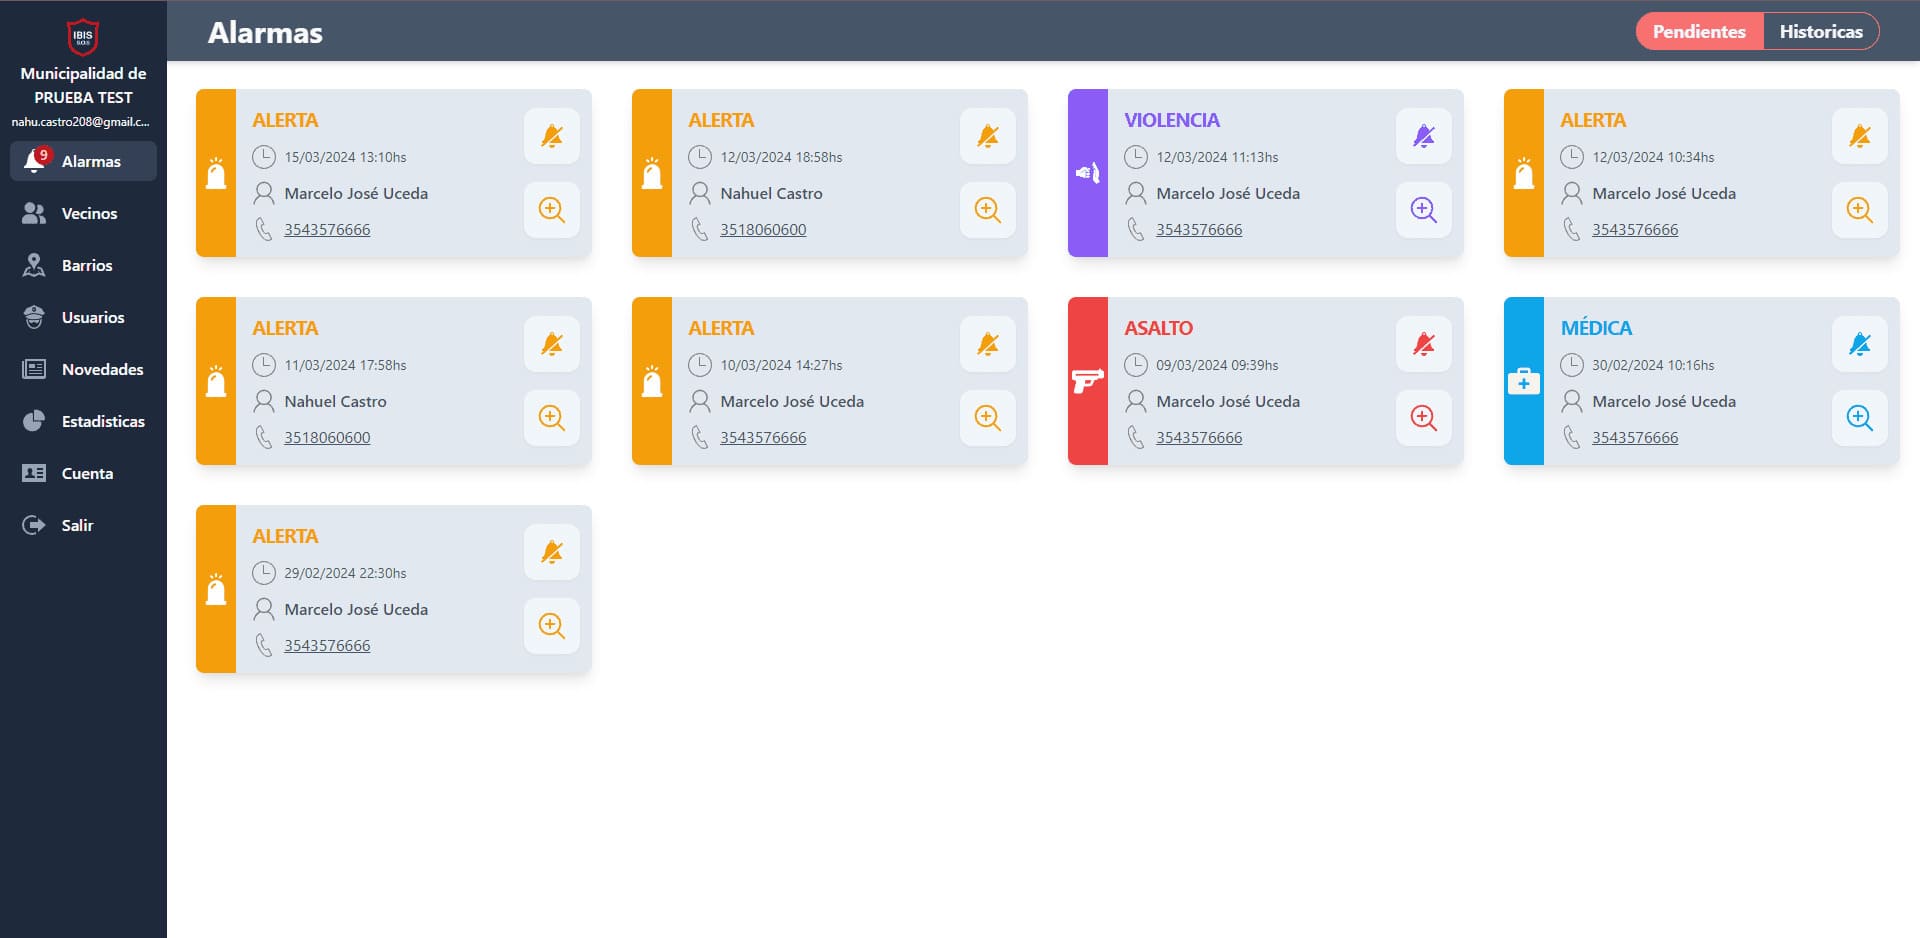 IBIS
S.O.S
Municipalidad de
PRUEBA TEST
nahu.castro208@gmail.c...
9
Alarmas
Vecinos
Barrios
Usuarios
Novedades
Estadisticas
Cuenta
Salir
Alarmas
Pendientes
Historicas
ALERTA
15/03/2024 13:10hs
Marcelo José Uceda
3543576666
ALERTA
12/03/2024 18:58hs
Nahuel Castro
3518060600
VIOLENCIA
12/03/2024 11:13hs
Marcelo José Uceda
3543576666
ALERTA
12/03/2024 10:34hs
Marcelo José Uceda
3543576666
ALERTA
11/03/2024 17:58hs
Nahuel Castro
3518060600
ALERTA
10/03/2024 14:27hs
Marcelo José Uceda
3543576666
ASALTO
09/03/2024 09:39hs
Marcelo José Uceda
3543576666
MÉDICA
30/02/2024 10:16hs
Marcelo José Uceda
3543576666
ALERTA
29/02/2024 22:30hs
Marcelo José Uceda
3543576666